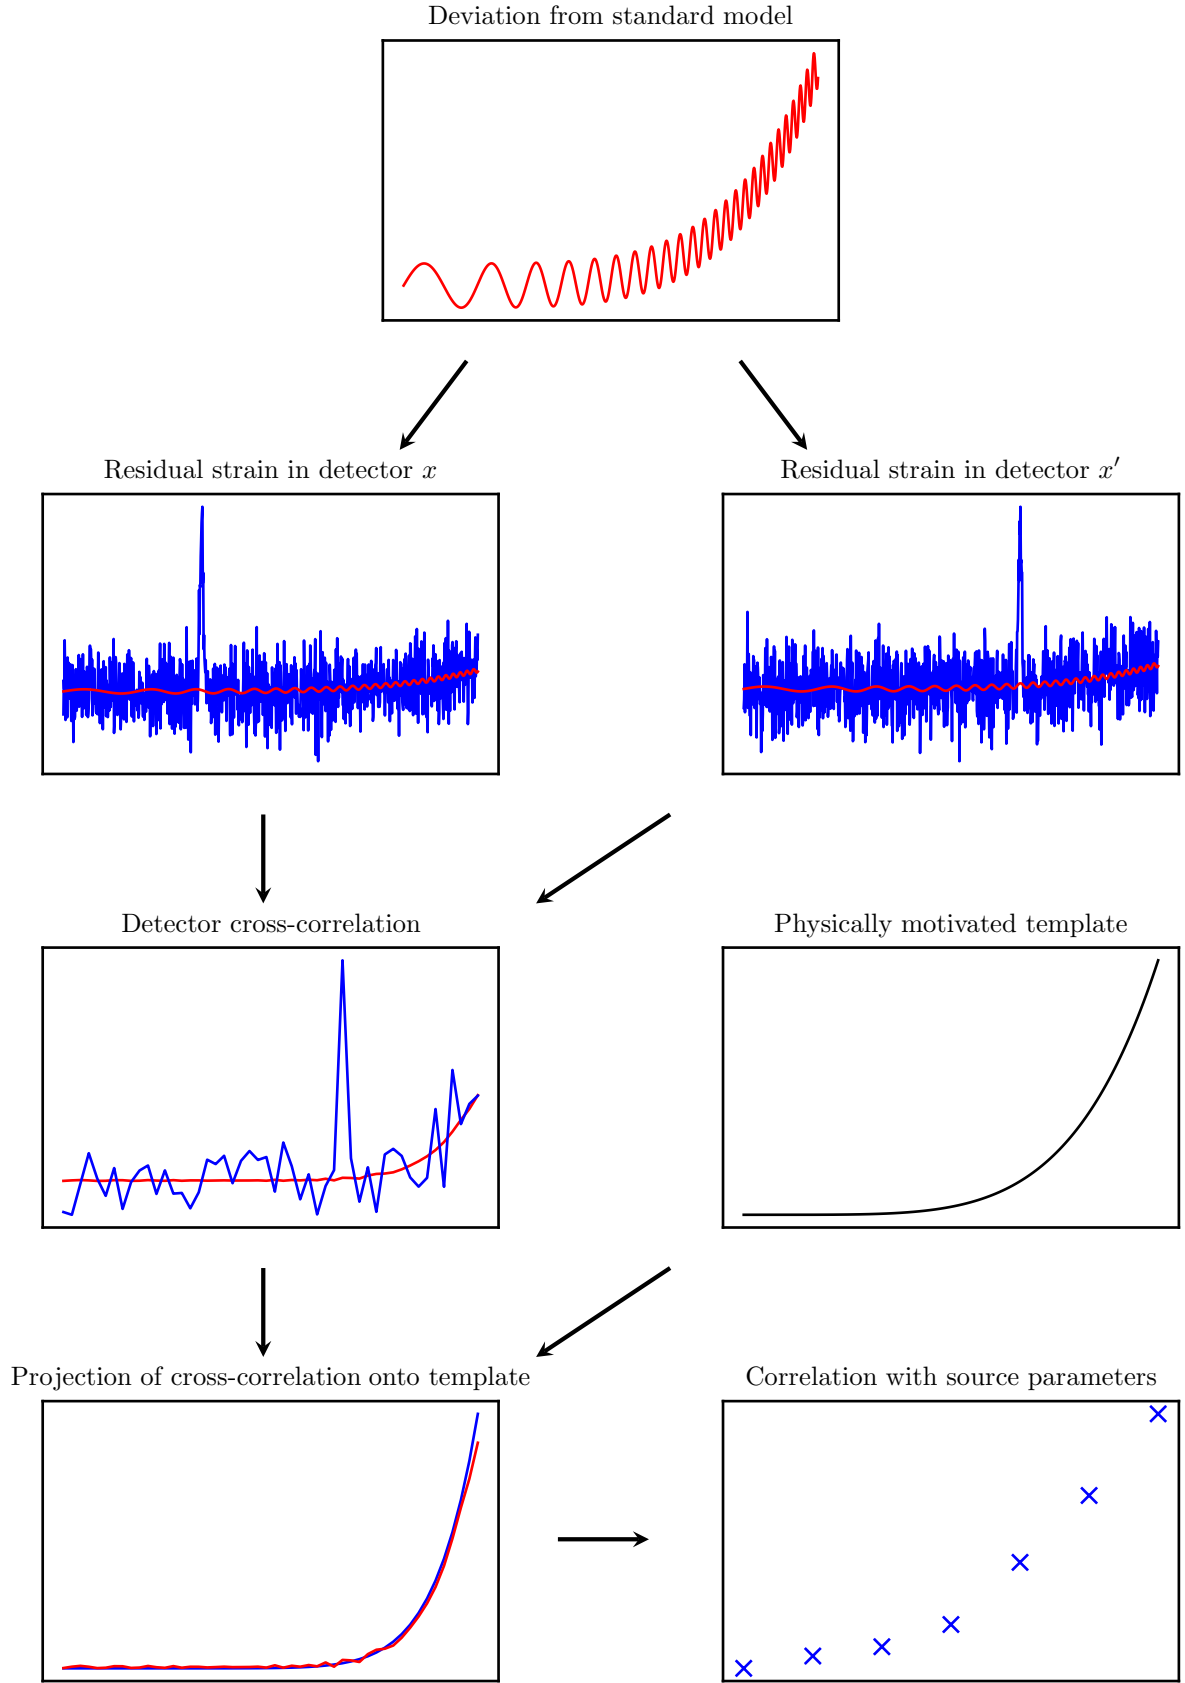 Deviation from standard model
Residual strain in detector x
Residual strain in detector x′
Detector cross-correlation
Physically motivated template
Projection of cross-correlation onto template
Correlation with source parameters